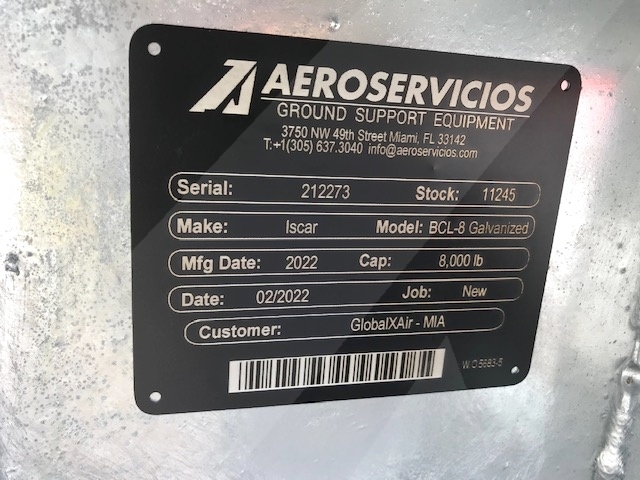 AEROSERVICIOS
GROUND SUPPORT EQUIPMENT
3750 NW 49th Street Miami, FL 33142
T:+1(305) 637.3040 info@aeroservicios.com
Serial: 212273 Stock: 11245
Make: Iscar Model: BCL-8 Galvanized
Mfg Date: 2022 Cap: 8,000 lb
Date: 02/2022 Job: New
Customer: GlobalXAir - MIA
W.O 5683-5